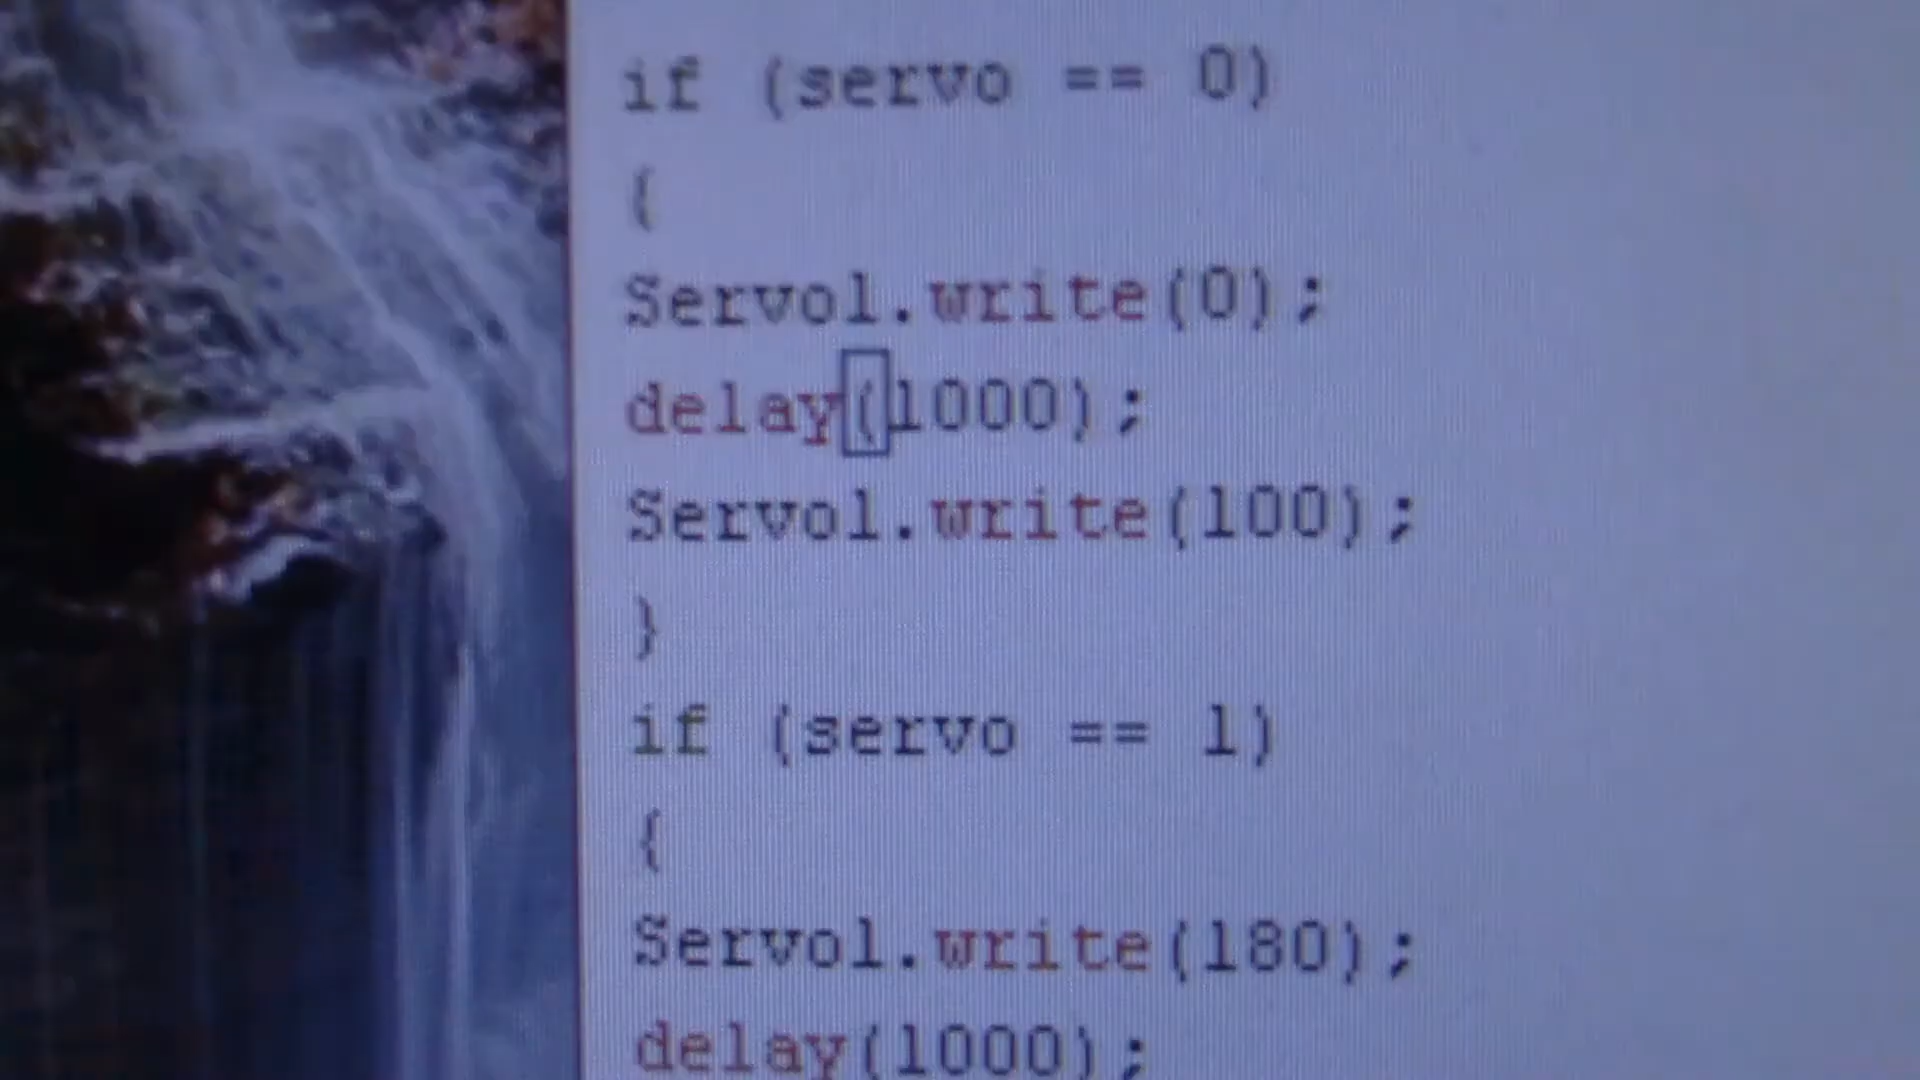 if (servo == 0)
{
Servo1.write(0);
delay(1000);
Servo1.write(100);
}
if (servo == 1)
{
Servo1.write(180);
delay(1000);